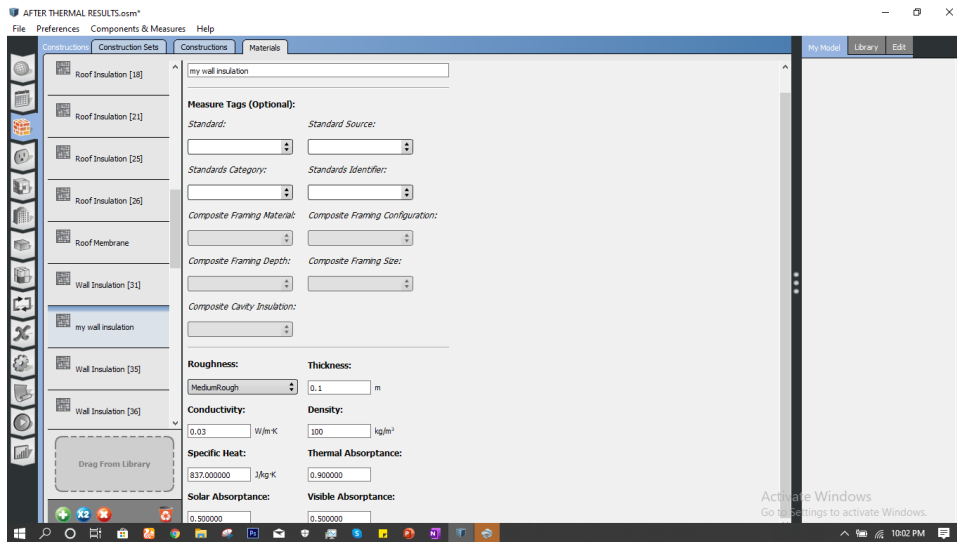 AFTER THERMAL RESULTS.osm*
File Preferences Components & Measures Help
Constructions Construction Sets Constructions Materials My Model Library Edit
Roof Insulation [18]
Roof Insulation [21]
Roof Insulation [25]
Roof Insulation [26]
Roof Membrane
Wall Insulation [31]
my wall insulation
Wall Insulation [35]
Wall Insulation [36]
Drag From Library
X2
my wall insulation
Measure Tags (Optional):
Standard: Standard Source:
Standards Category: Standards Identifier:
Composite Framing Material: Composite Framing Configuration:
Composite Framing Depth: Composite Framing Size:
Composite Cavity Insulation:
Roughness: Thickness:
MediumRough 0.1 m
Conductivity: Density:
0.03 W/m·K 100 kg/m³
Specific Heat: Thermal Absorptance:
837.000000 J/kg·K 0.900000
Solar Absorptance: Visible Absorptance:
0.500000 0.500000
Activate Windows
Go to Settings to activate Windows.
10:02 PM